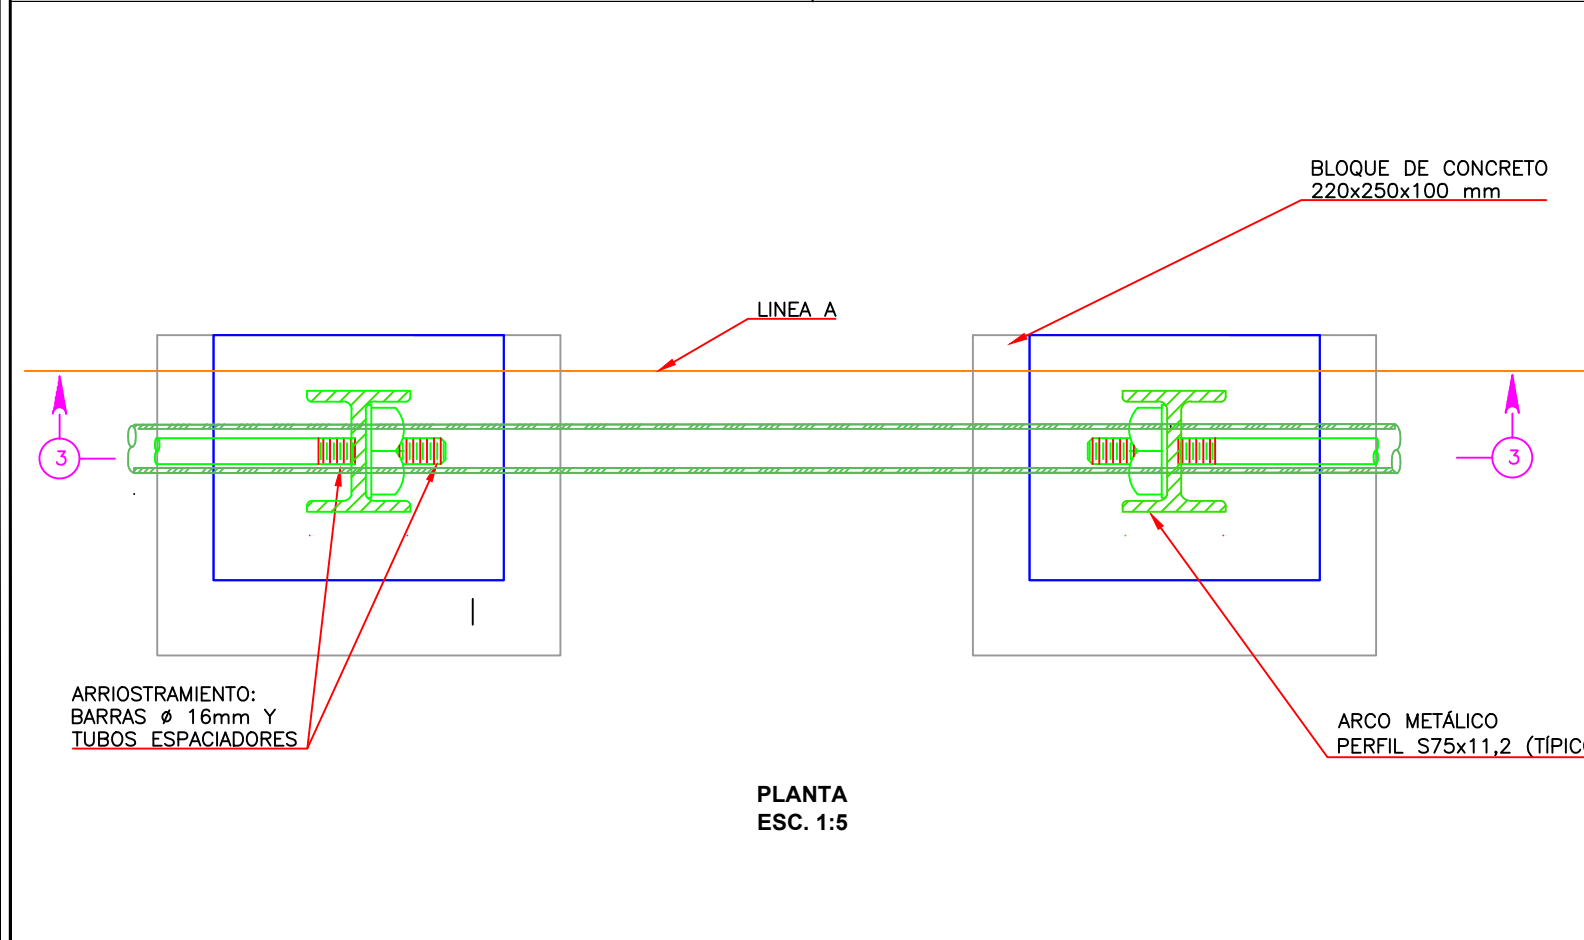 BLOQUE DE CONCRETO
220x250x100 mm
LINEA A
3
3
ARRIOSTRAMIENTO:
BARRAS ø 16mm Y
TUBOS ESPACIADORES
ARCO METÁLICO
PERFIL S75x11,2 (TÍPICO
PLANTA
ESC. 1:5